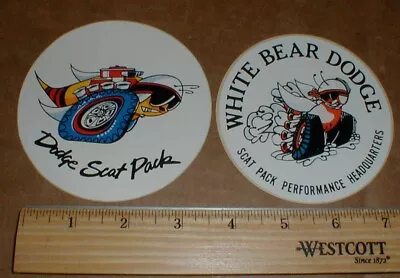 Dodge Scat Pack
WHITE BEAR DODGE
SCAT PACK PERFORMANCE HEADQUARTERS
1 2 3 4 5 6 7
WESTCOTT
Since 1872®